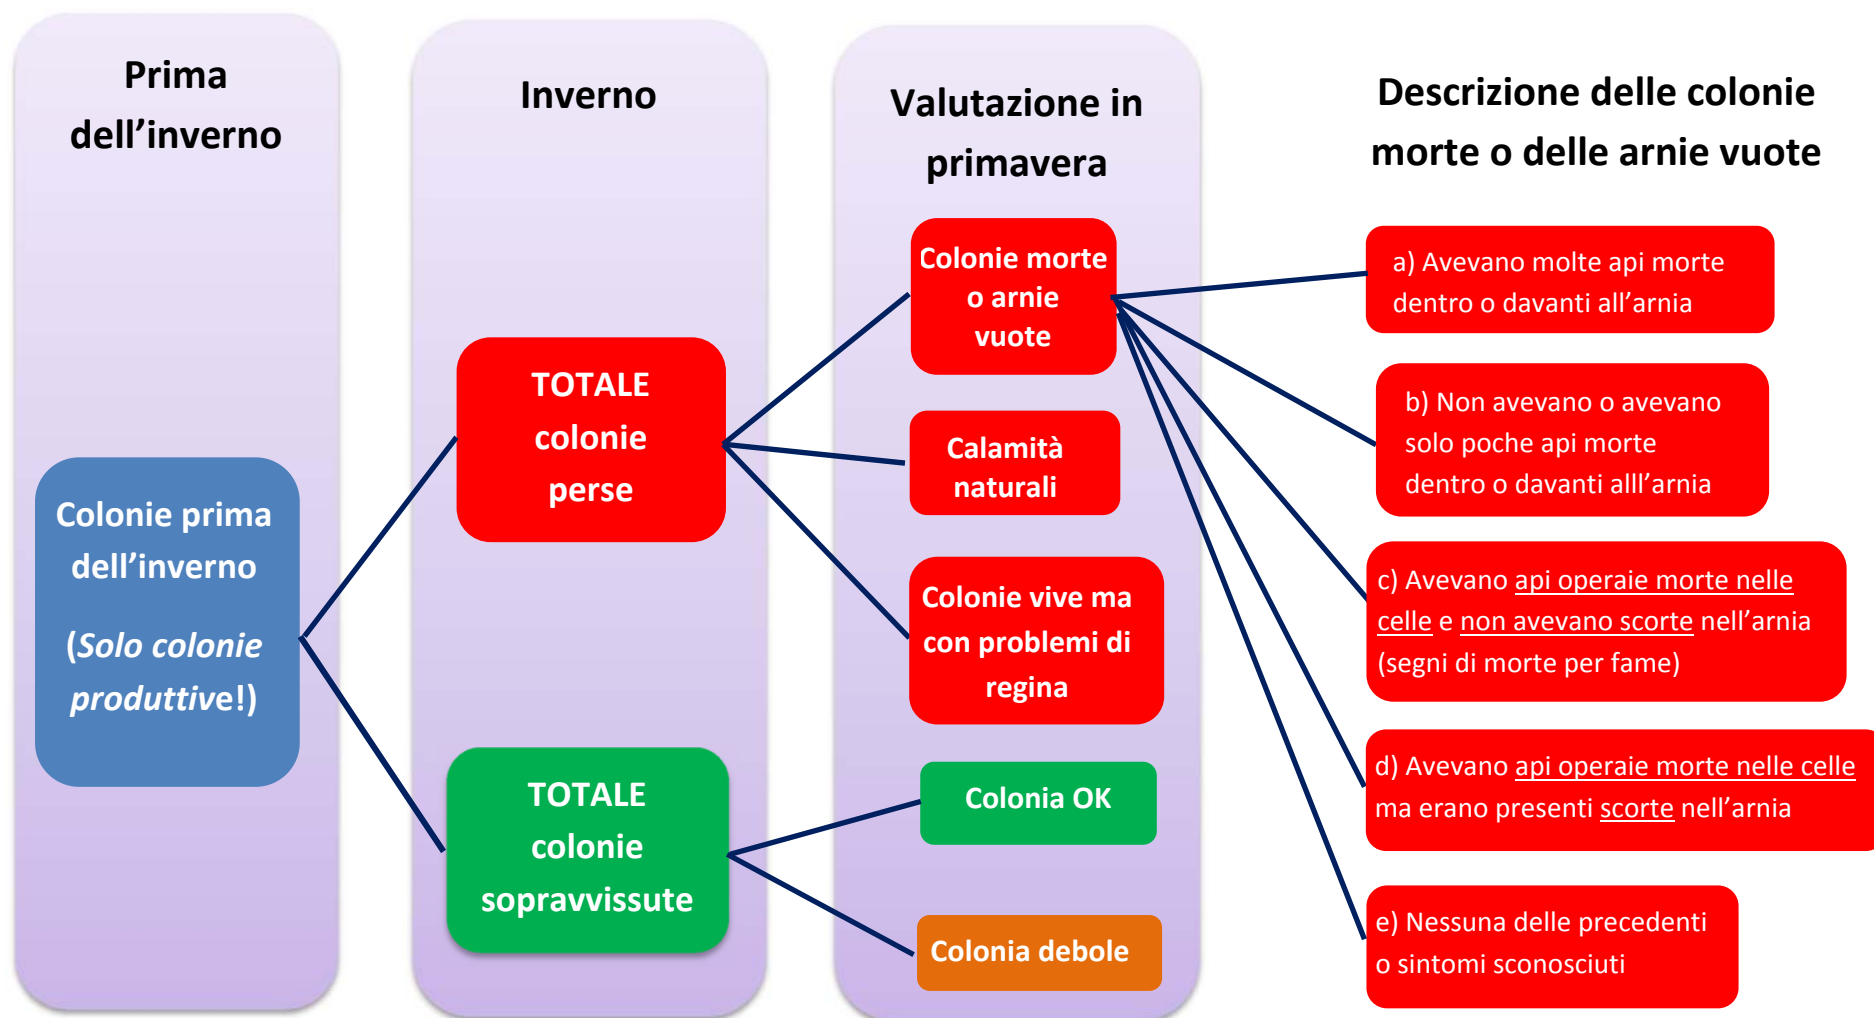 Prima
dell’inverno
Colonie prima
dell’inverno
(Solo colonie
produttive!)
Inverno
TOTALE
colonie
perse
TOTALE
colonie
sopravvissute
Valutazione in
primavera
Colonie morte
o arnie
vuote
Calamità
naturali
Colonie vive ma
con problemi di
regina
Colonia OK
Colonia debole
Descrizione delle colonie
morte o delle arnie vuote
a) Avevano molte api morte
dentro o davanti all’arnia
b) Non avevano o avevano
solo poche api morte
dentro o davanti alll’arnia
c) Avevano api operaie morte nelle
celle e non avevano scorte nell’arnia
(segni di morte per fame)
d) Avevano api operaie morte nelle celle
ma erano presenti scorte nell’arnia
e) Nessuna delle precedenti
o sintomi sconosciuti